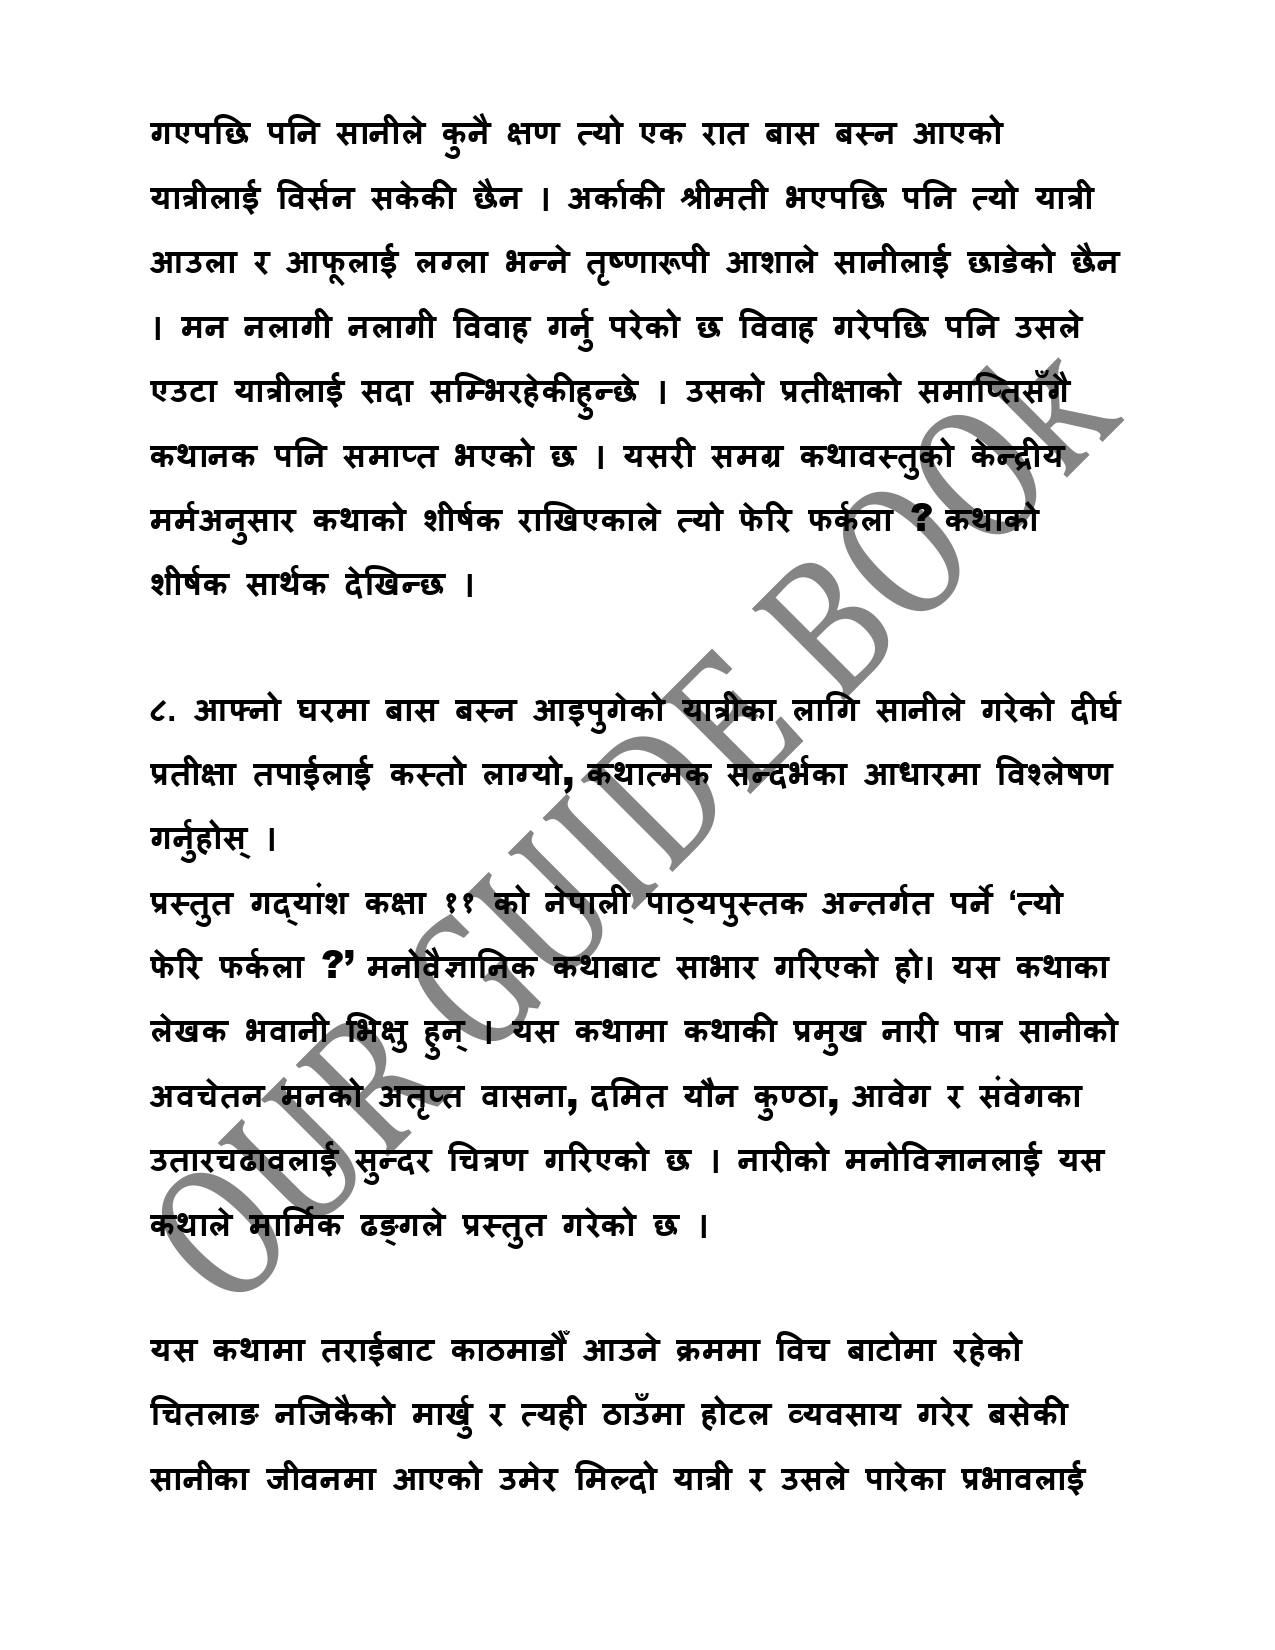 गएपछि पनि सानीले कुनै क्षण त्यो एक रात बास बस्न आएको
यात्रीलाई विर्सन सकेकी छैन । अर्काकी श्रीमती भएपछि पनि त्यो यात्री
आउला र आफूलाई लग्ला भन्ने तृष्णारूपी आशाले सानीलाई छाडेको छैन
। मन नलागी नलागी विवाह गर्नु परेको छ विवाह गरेपछि पनि उसले
एउटा यात्रीलाई सदा सम्भिरहेकीहुन्छे । उसको प्रतीक्षाको समाप्तिसँगै
कथानक पनि समाप्त भएको छ । यसरी समग्र कथावस्तुको केन्द्रीय
मर्मअनुसार कथाको शीर्षक राखिएकाले त्यो फेरि फर्कला ? कथाको
शीर्षक सार्थक देखिन्छ ।
८. आफ्नो घरमा बास बस्न आइपुगेको यात्रीका लागि सानीले गरेको दीर्घ
प्रतीक्षा तपाईलाई कस्तो लाग्यो, कथात्मक सन्दर्भका आधारमा विश्लेषण
गर्नुहोस् ।
प्रस्तुत गद्यांश कक्षा ११ को नेपाली पाठ्यपुस्तक अन्तर्गत पर्ने ‘त्यो
फेरि फर्कला ?’ मनोवैज्ञानिक कथाबाट साभार गरिएको हो। यस कथाका
लेखक भवानी भिक्षु हुन् । यस कथामा कथाकी प्रमुख नारी पात्र सानीको
अवचेतन मनको अतृप्त वासना, दमित यौन कुण्ठा, आवेग र संवेगका
उतारचढावलाई सुन्दर चित्रण गरिएको छ । नारीको मनोविज्ञानलाई यस
कथाले मार्मिक ढङ्गले प्रस्तुत गरेको छ ।
यस कथामा तराईबाट काठमाडौँ आउने क्रममा विच बाटोमा रहेको
चितलाङ नजिकैको मार्खु र त्यही ठाउँमा होटल व्यवसाय गरेर बसेकी
सानीका जीवनमा आएको उमेर मिल्दो यात्री र उसले पारेका प्रभावलाई
OUR GUIDE BOOk